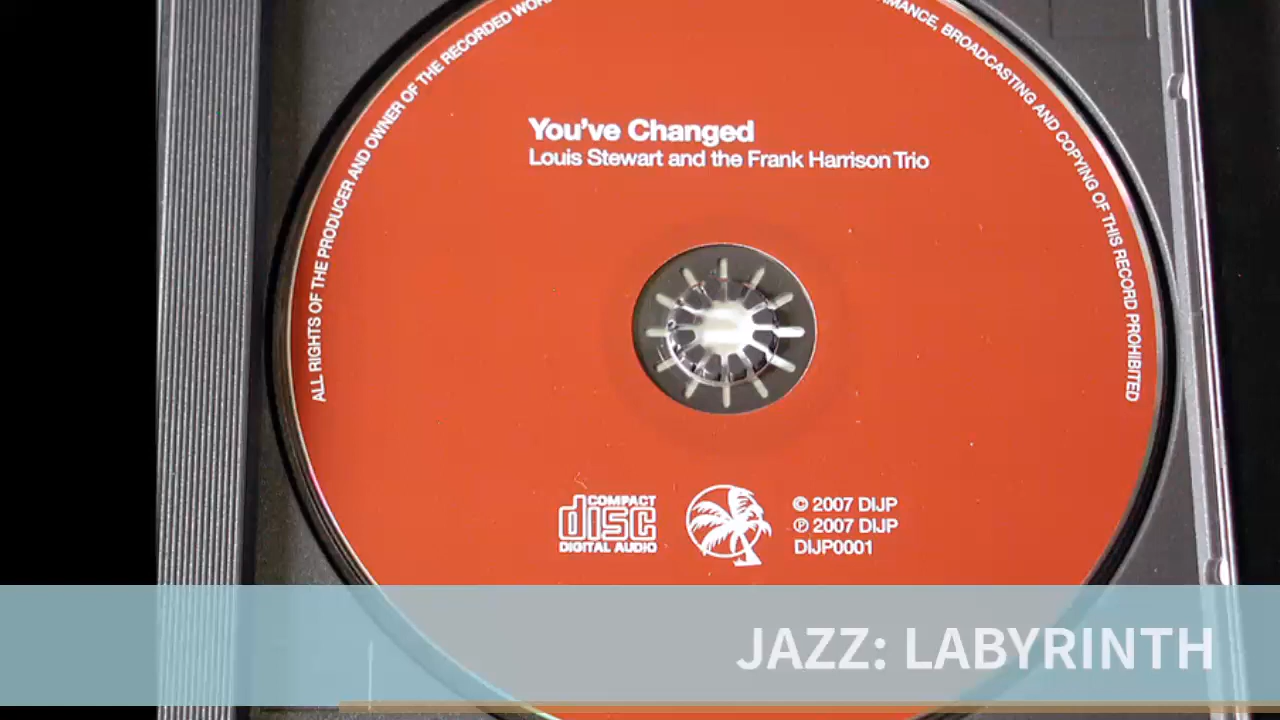 ALL RIGHTS OF THE PRODUCER AND OWNER OF THE RECORDED
BROADCASTING AND COPYING OF THIS RECORD PROHIBITED
You've Changed
Louis Stewart and the Frank Harrison Trio
COMPACT
disc
DIGITAL AUDIO
© 2007 DIJP
℗ 2007 DIJP
DIJP0001
JAZZ: LABYRINTH